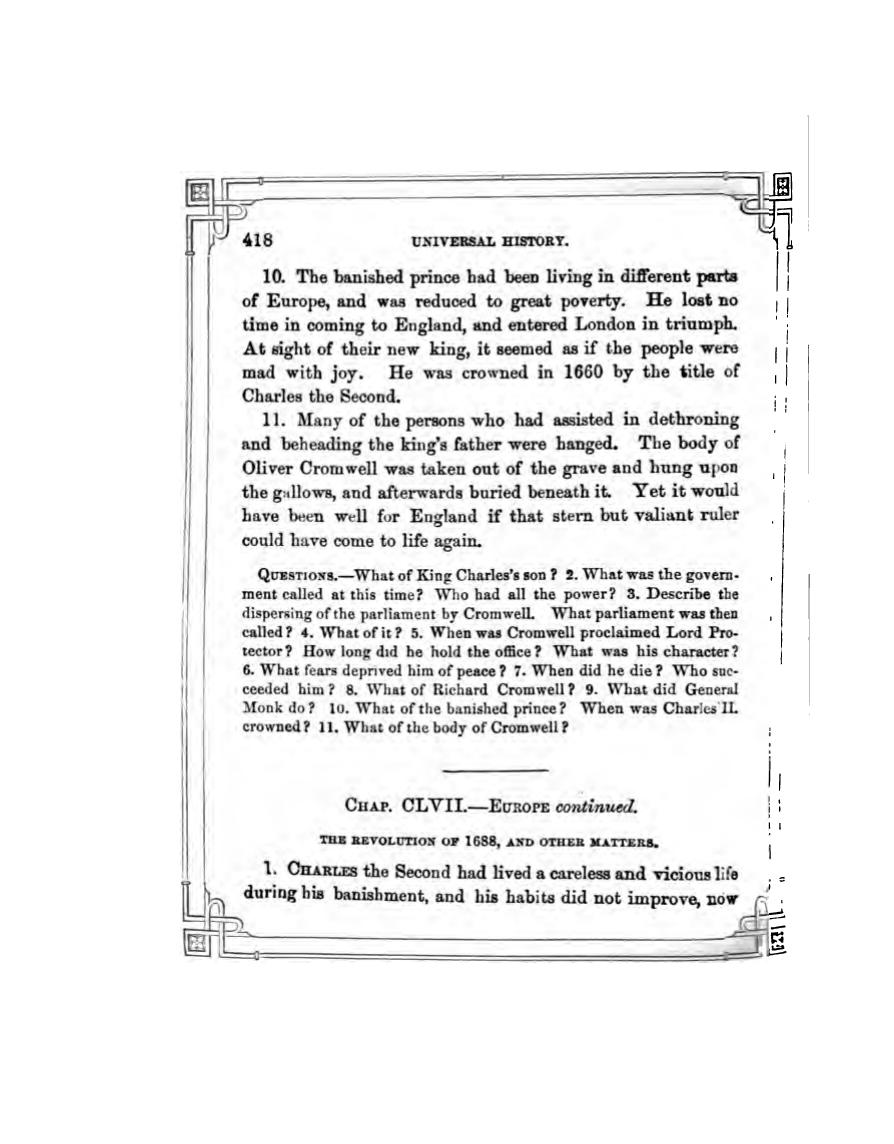 418 UNIVERSAL HISTORY.
10. The banished prince had been living in different parts
of Europe, and was reduced to great poverty. He lost no
time in coming to England, and entered London in triumph.
At sight of their new king, it seemed as if the people were
mad with joy. He was crowned in 1660 by the title of
Charles the Second.
11. Many of the persons who had assisted in dethroning
and beheading the king's father were hanged. The body of
Oliver Cromwell was taken out of the grave and hung upon
the gallows, and afterwards buried beneath it. Yet it would
have been well for England if that stern but valiant ruler
could have come to life again.
QUESTIONS.—What of King Charles's son? 2. What was the govern-
ment called at this time? Who had all the power? 3. Describe the
dispersing of the parliament by Cromwell. What parliament was then
called? 4. What of it? 5. When was Cromwell proclaimed Lord Pro-
tector? How long did he hold the office? What was his character?
6. What fears deprived him of peace? 7. When did he die? Who suc-
ceeded him? 8. What of Richard Cromwell? 9. What did General
Monk do? 10. What of the banished prince? When was Charles II.
crowned? 11. What of the body of Cromwell?
CHAP. CLVII.—EUROPE continued.
THE REVOLUTION OF 1688, AND OTHER MATTERS.
1. CHARLES the Second had lived a careless and vicious life
during his banishment, and his habits did not improve, now